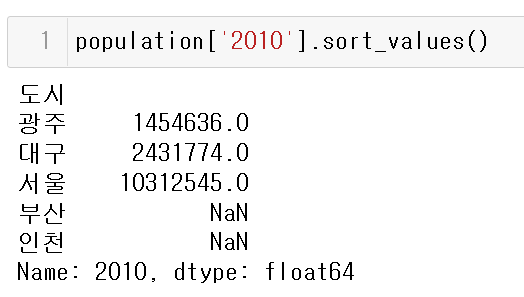 1 population['2010'].sort_values()
도시
광주 1454636.0
대구 2431774.0
서울 10312545.0
부산 NaN
인천 NaN
Name: 2010, dtype: float64